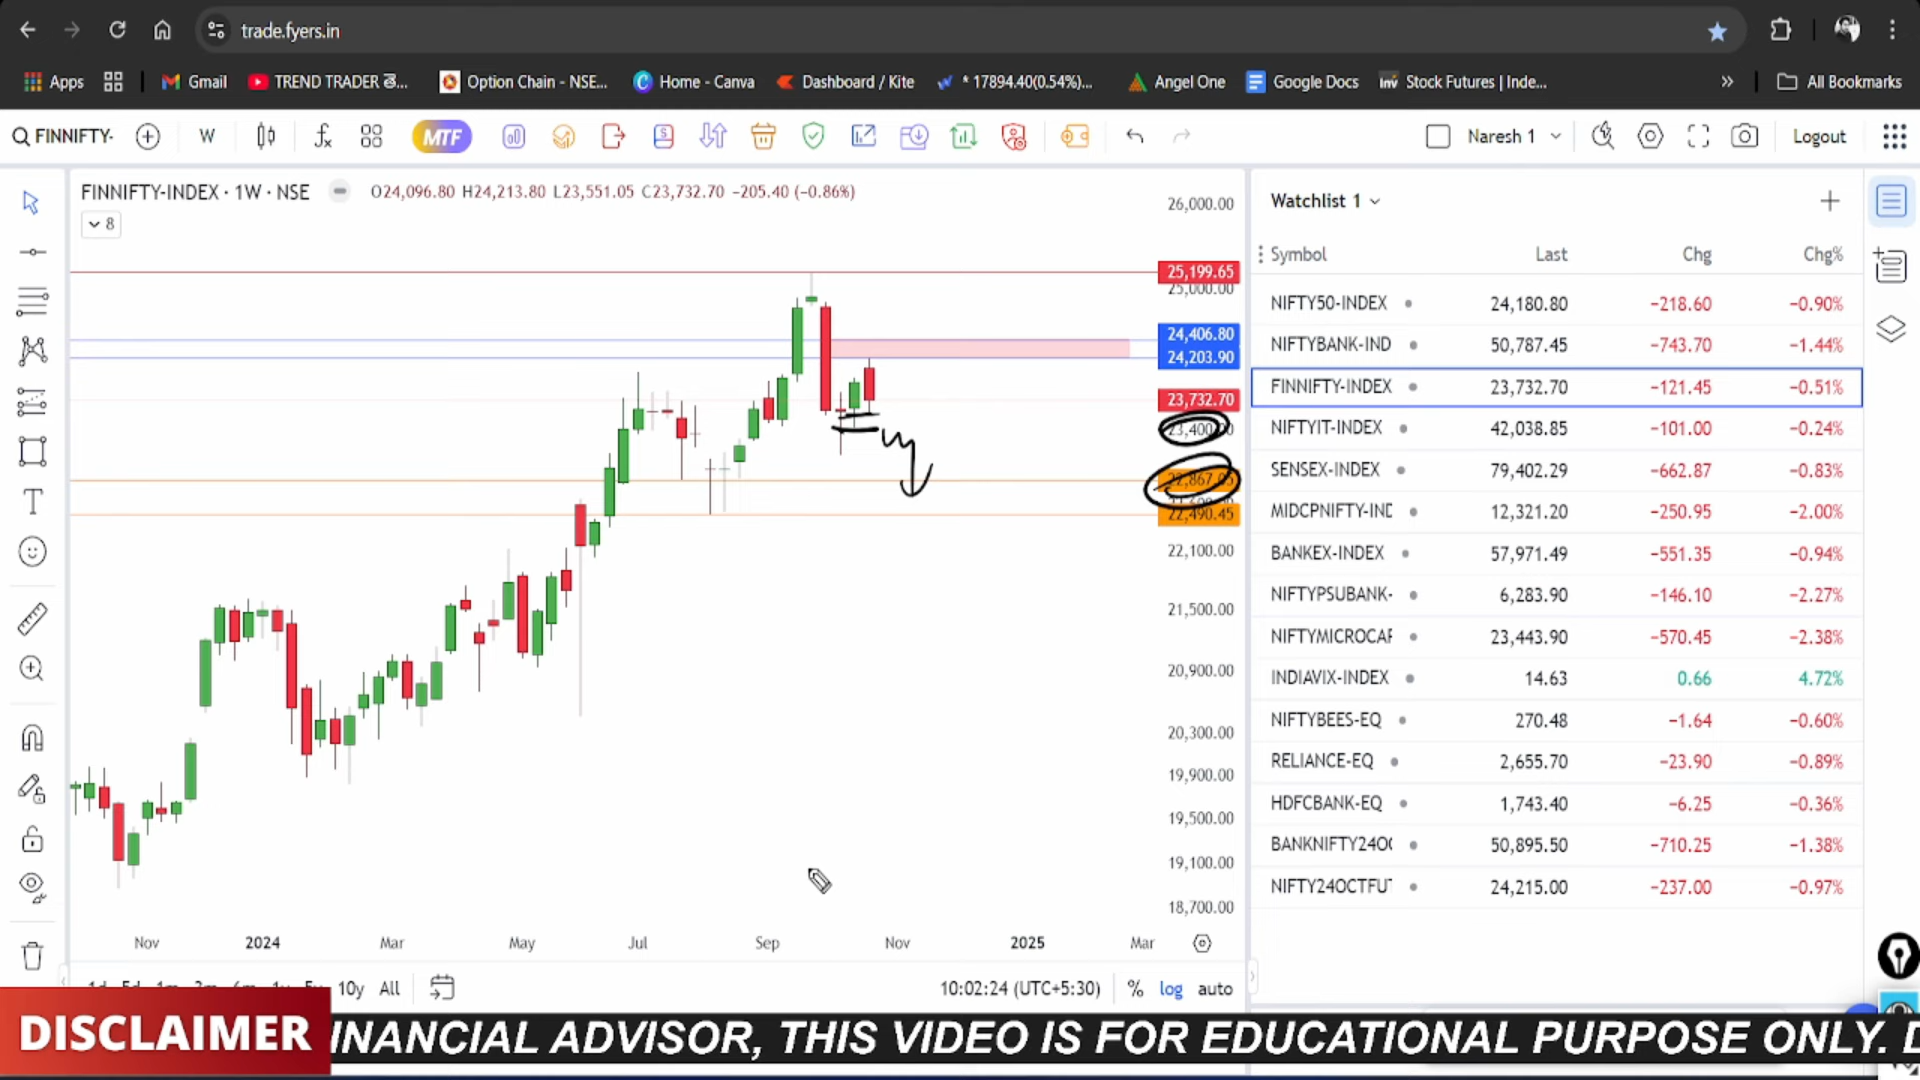 trade.fyers.in
Apps
Gmail
TREND TRADER తె...
Option Chain - NSE...
Home - Canva
Dashboard / Kite
* 17894.40(0.54%)...
Angel One
Google Docs
Inv Stock Futures | Inde...
»
All Bookmarks
FINNIFTY-
W
MTF
Naresh 1
Logout
FINNIFTY-INDEX · 1W · NSE
O24,096.80 H24,213.80 L23,551.05 C23,732.70 −205.40 (−0.86%)
8
26,000.00
25,199.65
25,000.00
24,406.80
24,203.90
23,732.70
22,490.45
22,100.00
21,500.00
20,900.00
20,300.00
19,900.00
19,500.00
19,100.00
18,700.00
Nov 2024 Mar May Jul Sep Nov 2025 Mar
10y All
10:02:24 (UTC+5:30) % log auto
Watchlist 1
Symbol Last Chg Chg%
NIFTY50-INDEX 24,180.80 −218.60 −0.90%
NIFTYBANK-IND 50,787.45 −743.70 −1.44%
FINNIFTY-INDEX 23,732.70 −121.45 −0.51%
NIFTYIT-INDEX 42,038.85 −101.00 −0.24%
SENSEX-INDEX 79,402.29 −662.87 −0.83%
MIDCPNIFTY-IND 12,321.20 −250.95 −2.00%
BANKEX-INDEX 57,971.49 −551.35 −0.94%
NIFTYPSUBANK- 6,283.90 −146.10 −2.27%
NIFTYMICROCAP 23,443.90 −570.45 −2.38%
INDIAVIX-INDEX 14.63 0.66 4.72%
NIFTYBEES-EQ 270.48 −1.64 −0.60%
RELIANCE-EQ 2,655.70 −23.90 −0.89%
HDFCBANK-EQ 1,743.40 −6.25 −0.36%
BANKNIFTY24OC 50,895.50 −710.25 −1.38%
NIFTY24OCTFUT 24,215.00 −237.00 −0.97%
DISCLAIMER
INANCIAL ADVISOR, THIS VIDEO IS FOR EDUCATIONAL PURPOSE ONLY.